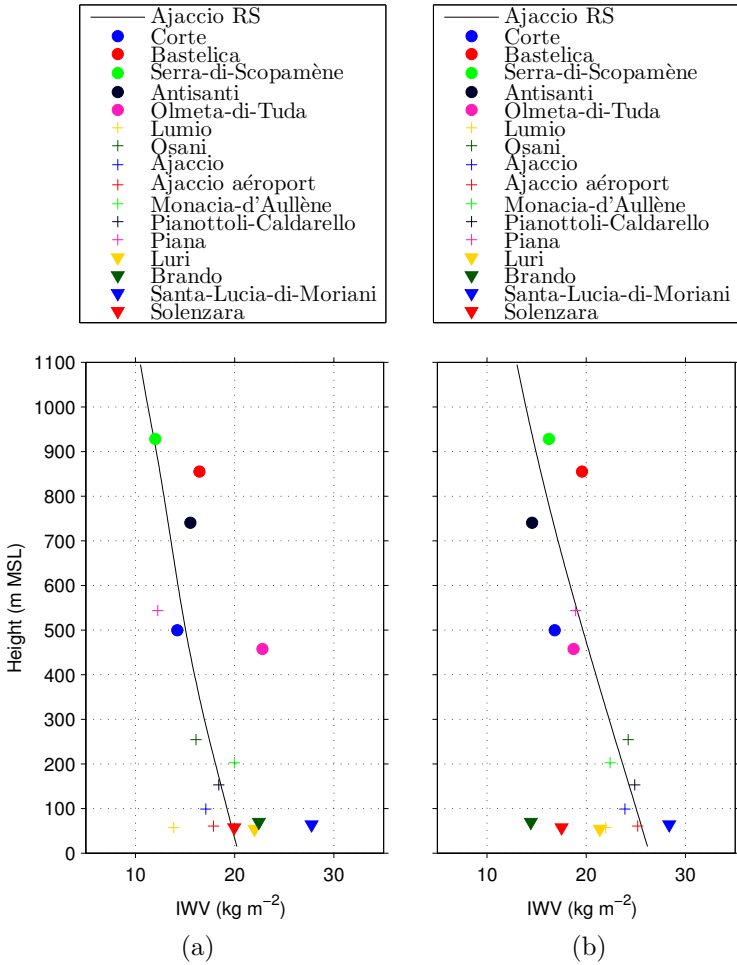 Ajaccio RS
Corte
Bastelica
Serra-di-Scopamène
Antisanti
Olmeta-di-Tuda
Lumio
Osani
Ajaccio
Ajaccio aéroport
Monacia-d'Aullène
Pianottoli-Caldarello
Piana
Luri
Brando
Santa-Lucia-di-Moriani
Solenzara
Ajaccio RS
Corte
Bastelica
Serra-di-Scopamène
Antisanti
Olmeta-di-Tuda
Lumio
Osani
Ajaccio
Ajaccio aéroport
Monacia-d'Aullène
Pianottoli-Caldarello
Piana
Luri
Brando
Santa-Lucia-di-Moriani
Solenzara
1100
1000
900
800
700
600
500
400
300
200
100
0
Height (m MSL)
10 20 30
IWV (kg m⁻²)
(a)
10 20 30
IWV (kg m⁻²)
(b)